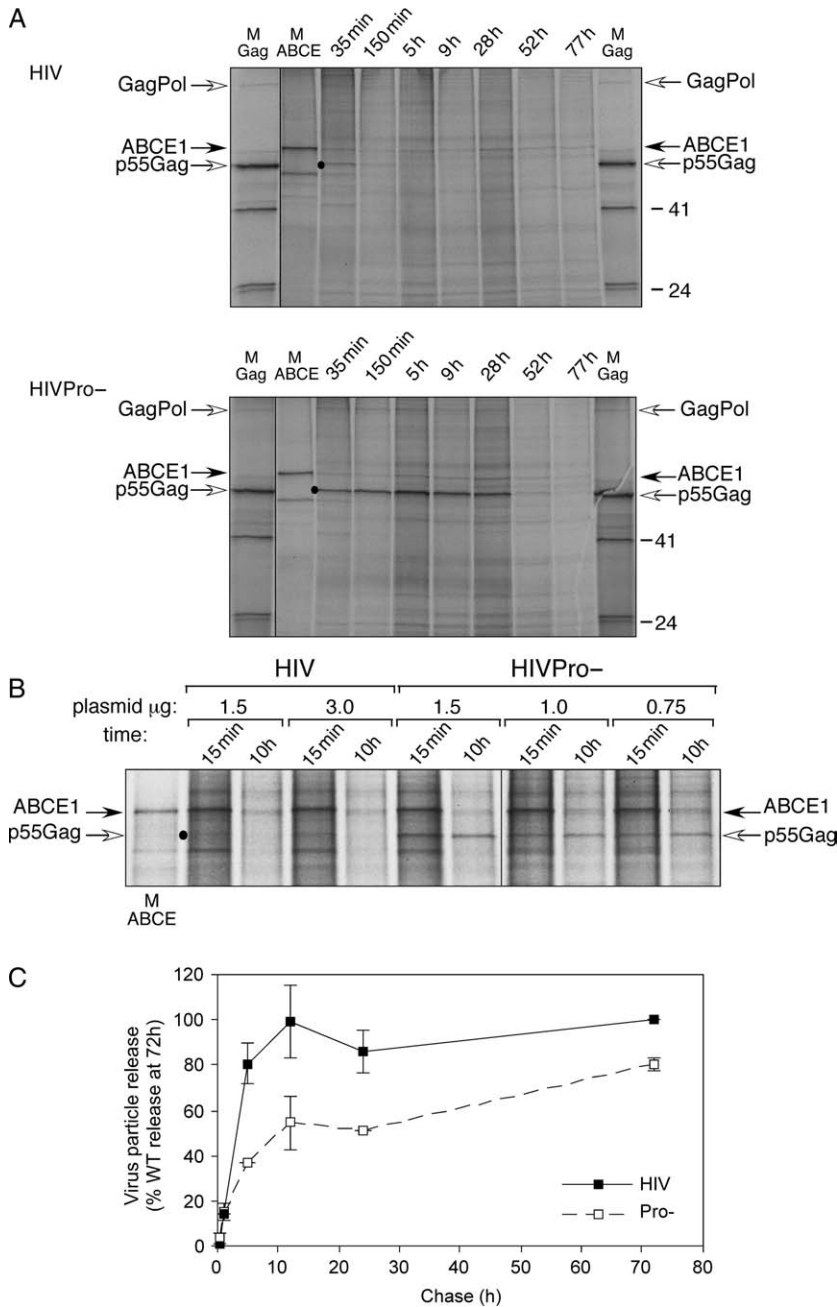 A
M
Gag
M
ABCE
35min
150min
5h
9h
28h
52h
77h
M
Gag
HIV
GagPol
GagPol
ABCE1
ABCE1
p55Gag
p55Gag
41
24
M
Gag
M
ABCE
35min
150min
5h
9h
28h
52h
77h
M
Gag
HIVPro–
GagPol
GagPol
ABCE1
ABCE1
p55Gag
p55Gag
41
24
B
HIV
HIVPro–
plasmid µg:
1.5
3.0
1.5
1.0
0.75
time:
15min
10h
15min
10h
15min
10h
15min
10h
15min
10h
ABCE1
ABCE1
p55Gag
p55Gag
M
ABCE
C
Virus particle release
(% WT release at 72h)
120
100
80
60
40
20
0
HIV
Pro-
0
10
20
30
40
50
60
70
80
Chase (h)